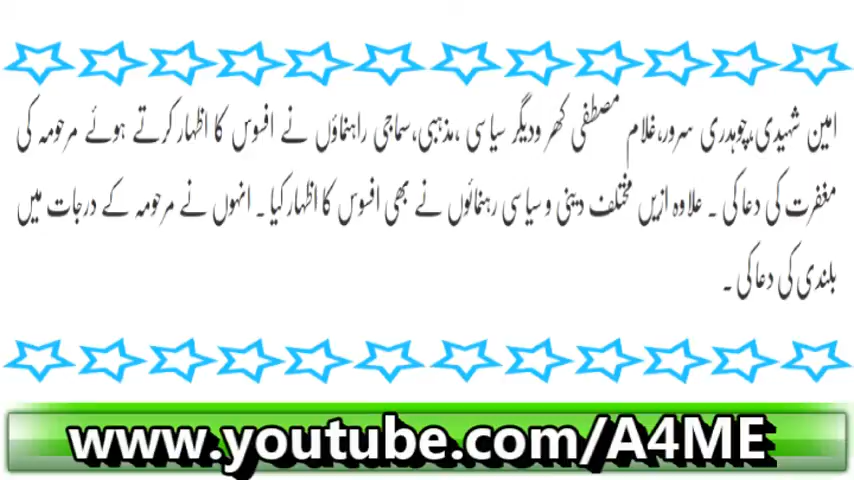 امین شہیدی،چوہدری سرور،غلام مصطفی کھر ودیگر سیاسی ،مذہبی،سماجی راہنماؤں نے افسوس کا اظہار کرتے ہوئے مرحومہ کی
مغفرت کی دعا کی ۔ علاوہ ازیں مختلف دینی و سیاسی رہنمائوں نے بھی افسوس کا اظہار کیا ۔ انہوں نے مرحومہ کے درجات میں
بلندی کی دعا کی ۔
www.youtube.com/A4ME